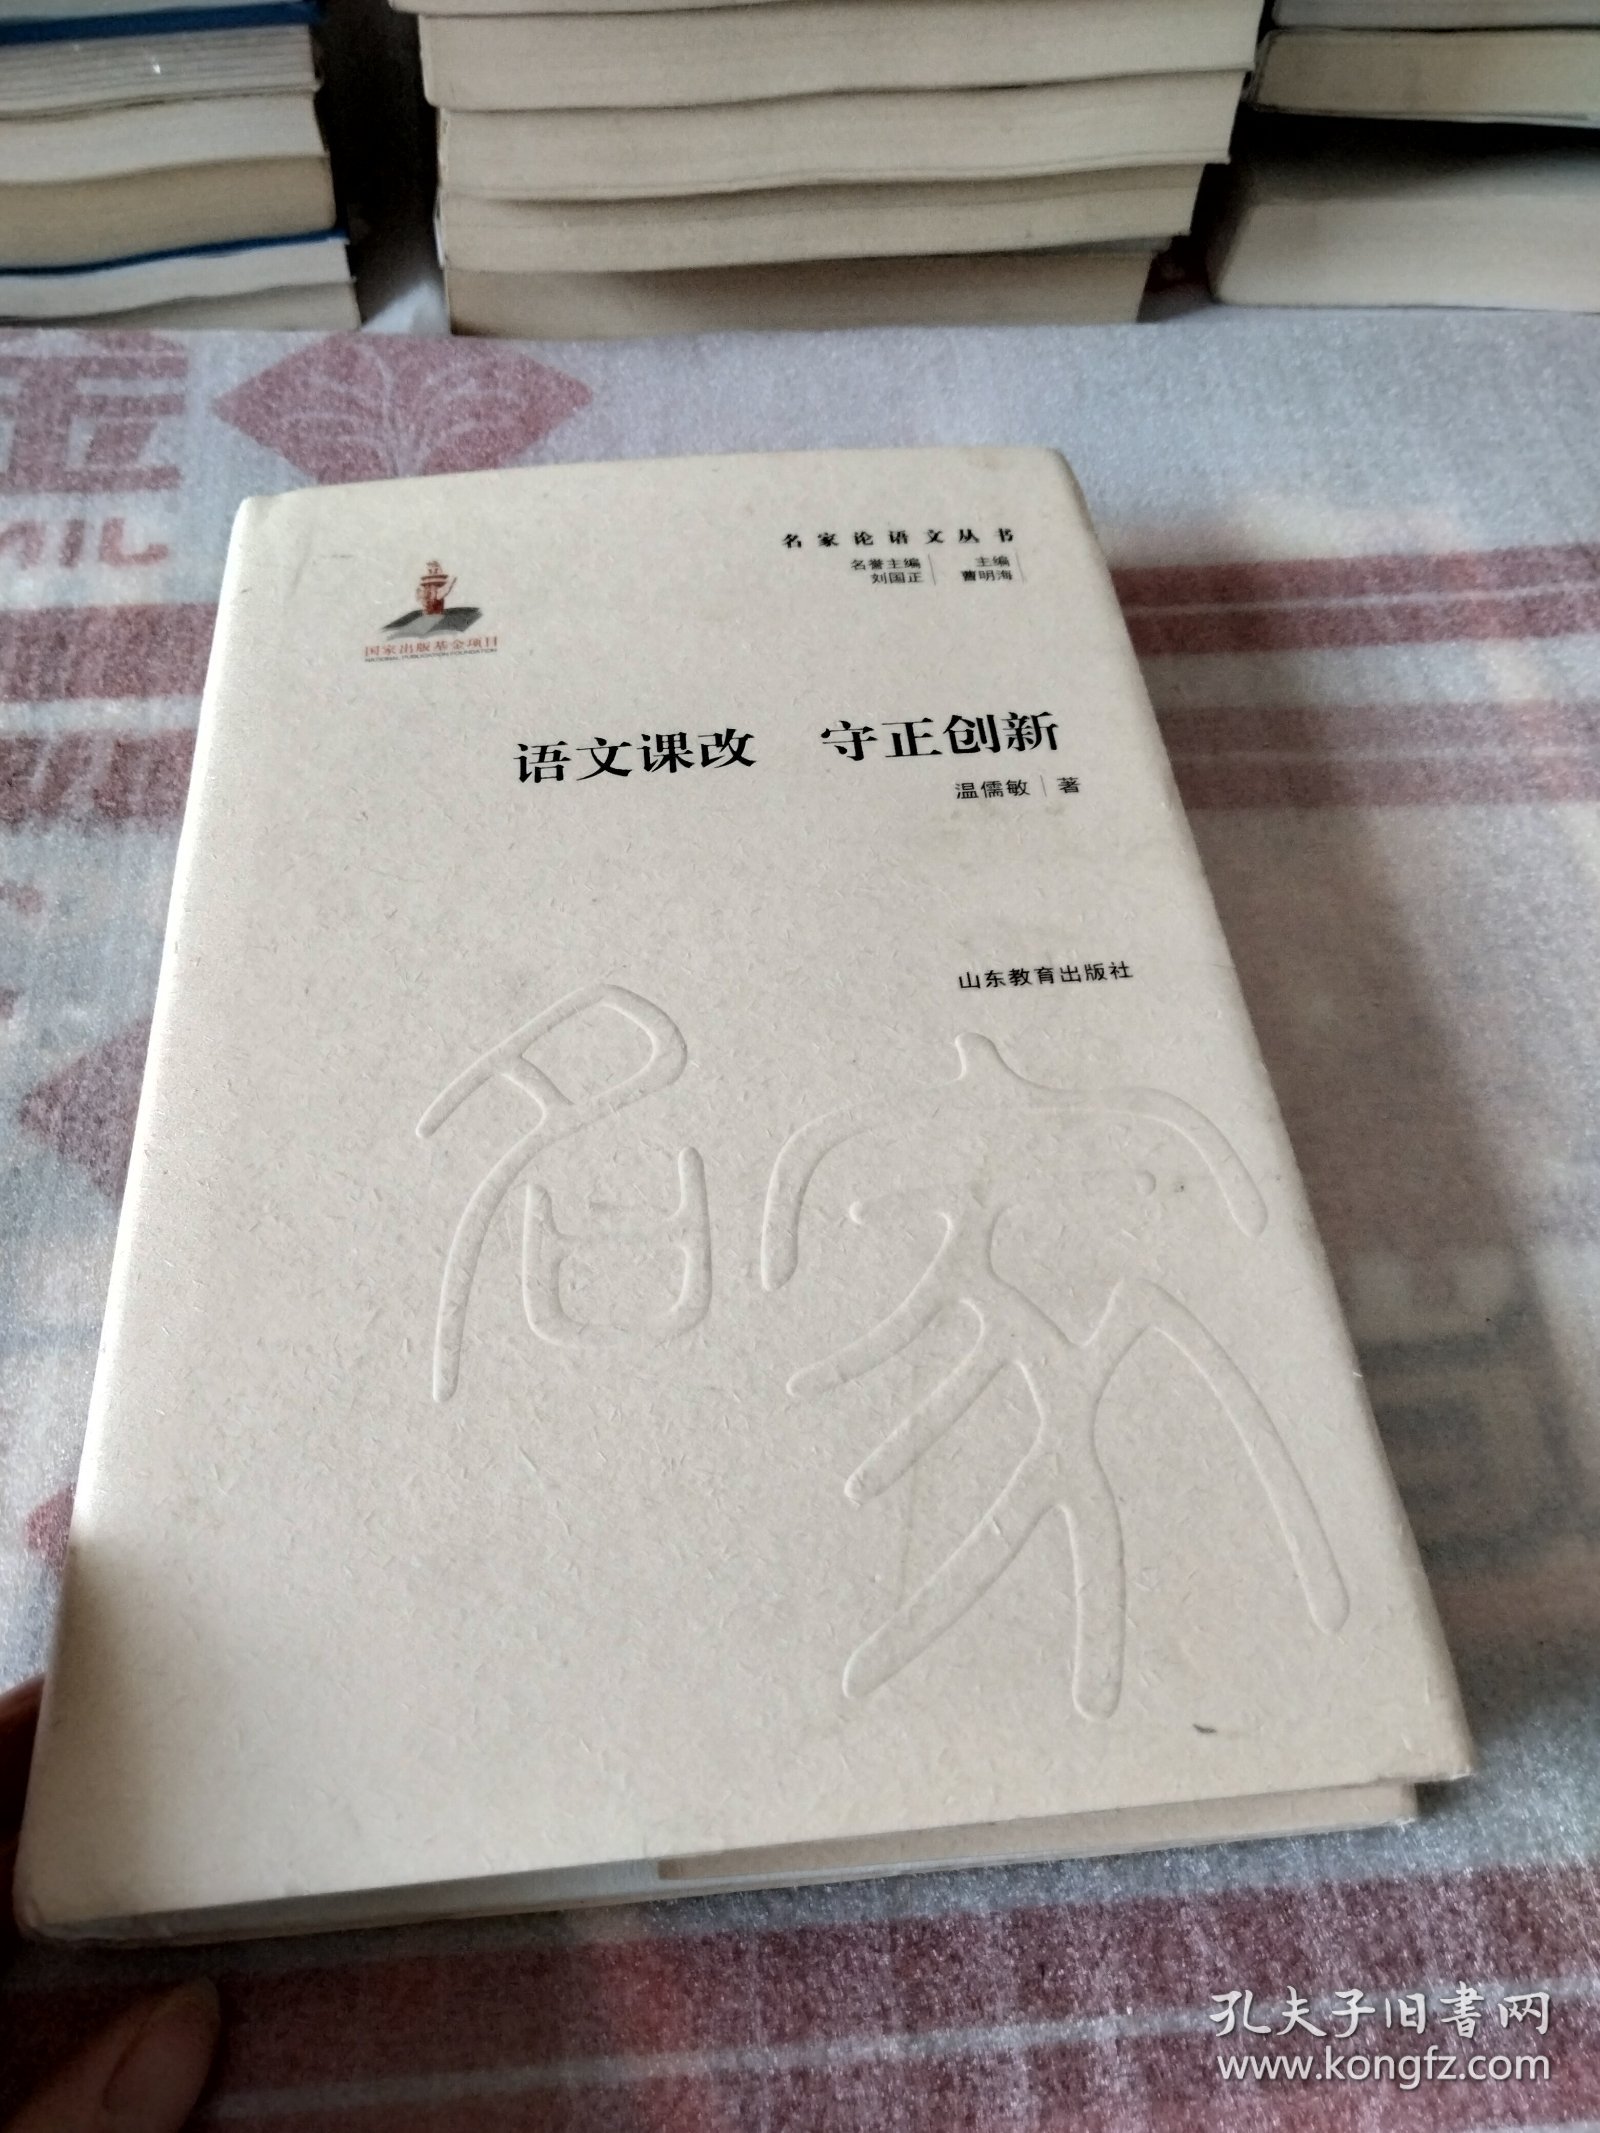 名家论语文丛书
名誉主编 主编
刘国正 曹明海
国家出版基金项目
NATIONAL PUBLICATION FOUNDATION
语文课改 守正创新
温儒敏 著
山东教育出版社
名家
孔夫子旧书网
www.kongfz.com